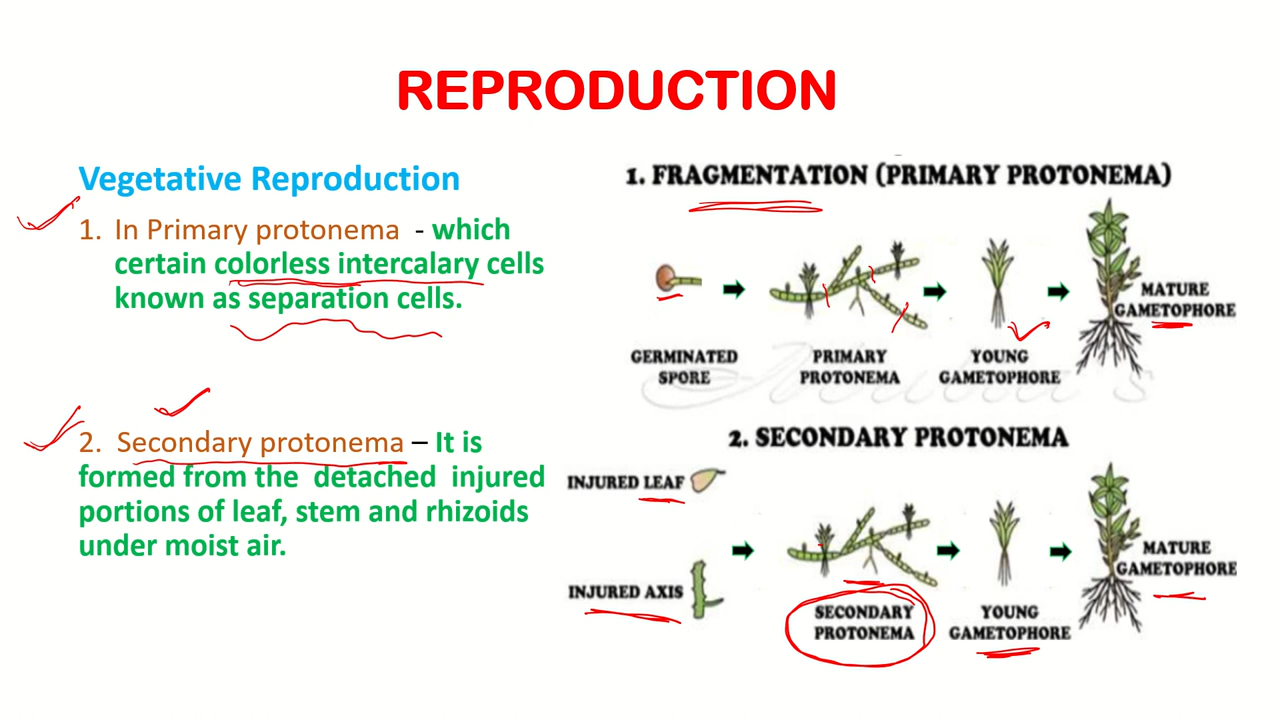 REPRODUCTION
Vegetative Reproduction
1. In Primary protonema - which
certain colorless intercalary cells
known as separation cells.
2. Secondary protonema – It is
formed from the detached injured
portions of leaf, stem and rhizoids
under moist air.
1. FRAGMENTATION (PRIMARY PROTONEMA)
GERMINATED
SPORE
PRIMARY
PROTONEMA
YOUNG
GAMETOPHORE
MATURE
GAMETOPHORE
2. SECONDARY PROTONEMA
INJURED LEAF
INJURED AXIS
SECONDARY
PROTONEMA
YOUNG
GAMETOPHORE
MATURE
GAMETOPHORE